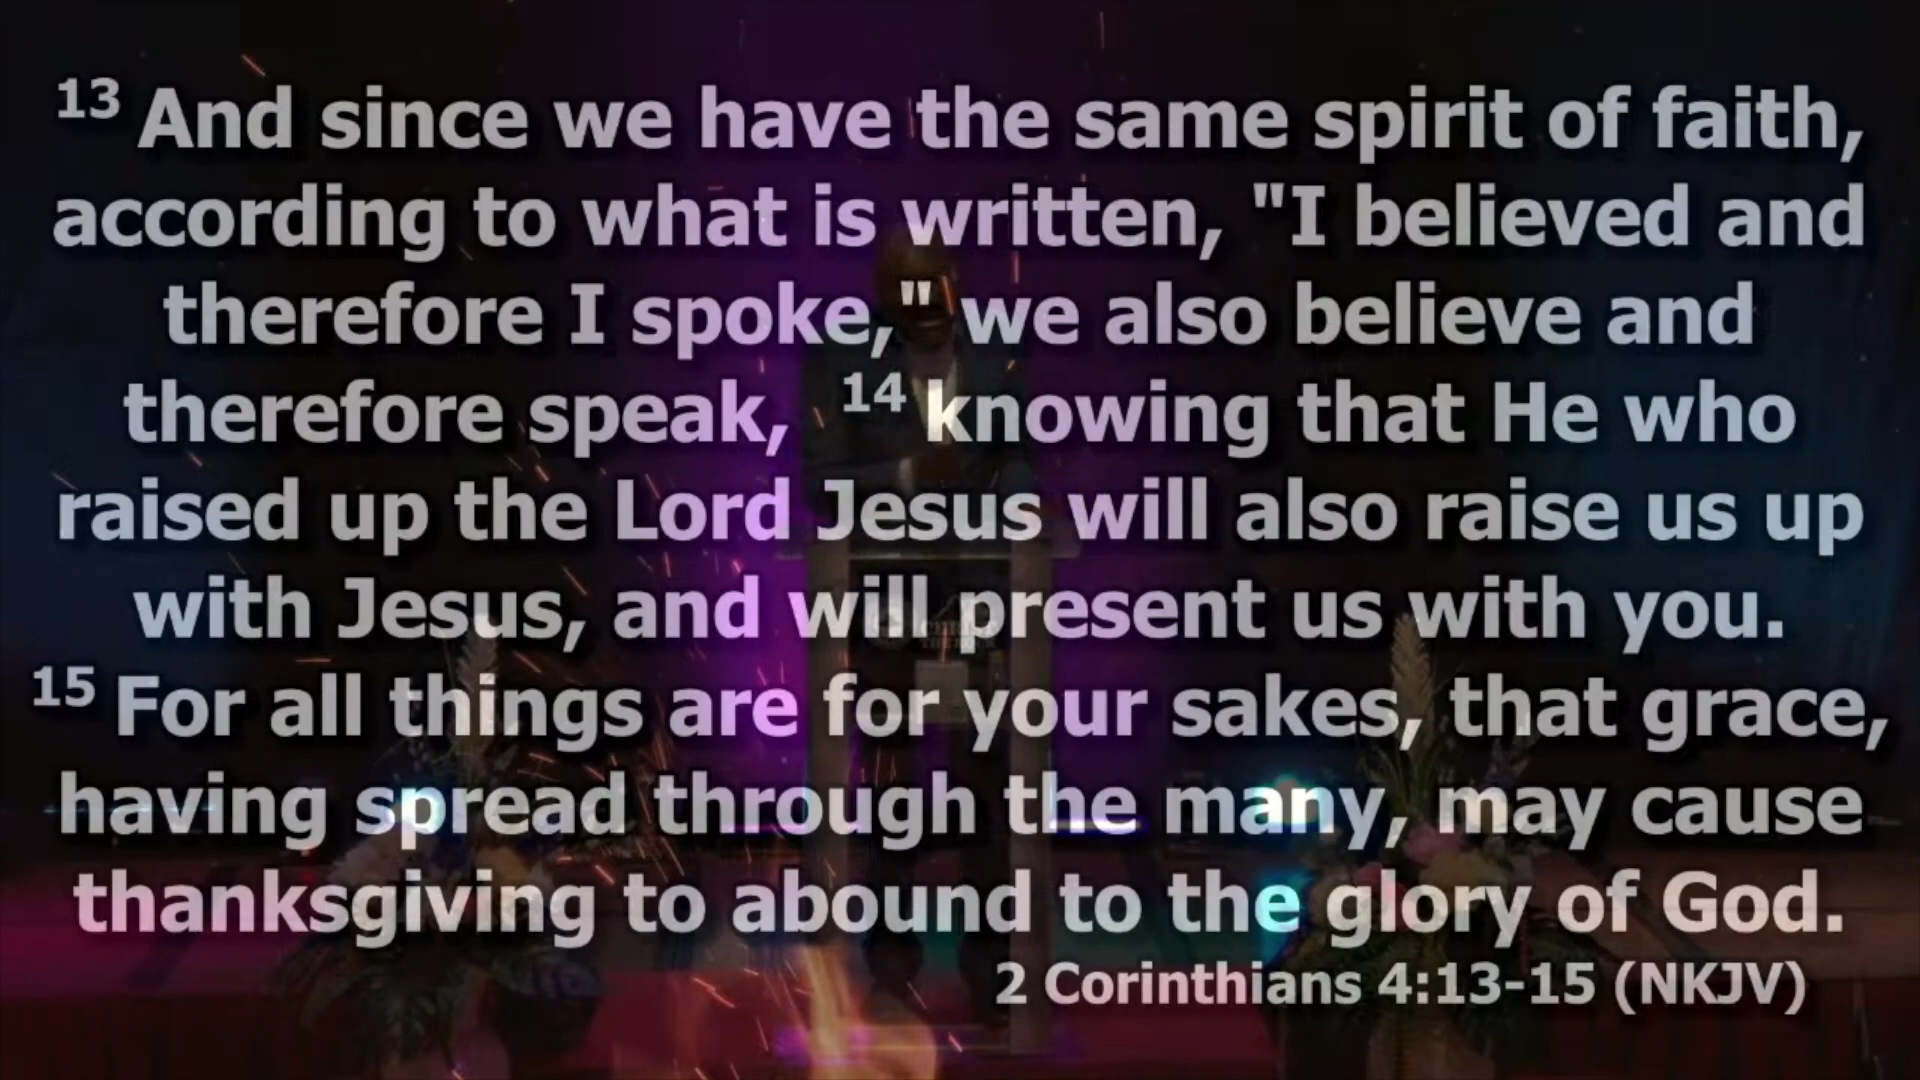 13 And since we have the same spirit of faith,
according to what is written, "I believed and
therefore I spoke," we also believe and
therefore speak, 14 knowing that He who
raised up the Lord Jesus will also raise us up
with Jesus, and will present us with you.
15 For all things are for your sakes, that grace,
having spread through the many, may cause
thanksgiving to abound to the glory of God.
2 Corinthians 4:13-15 (NKJV)